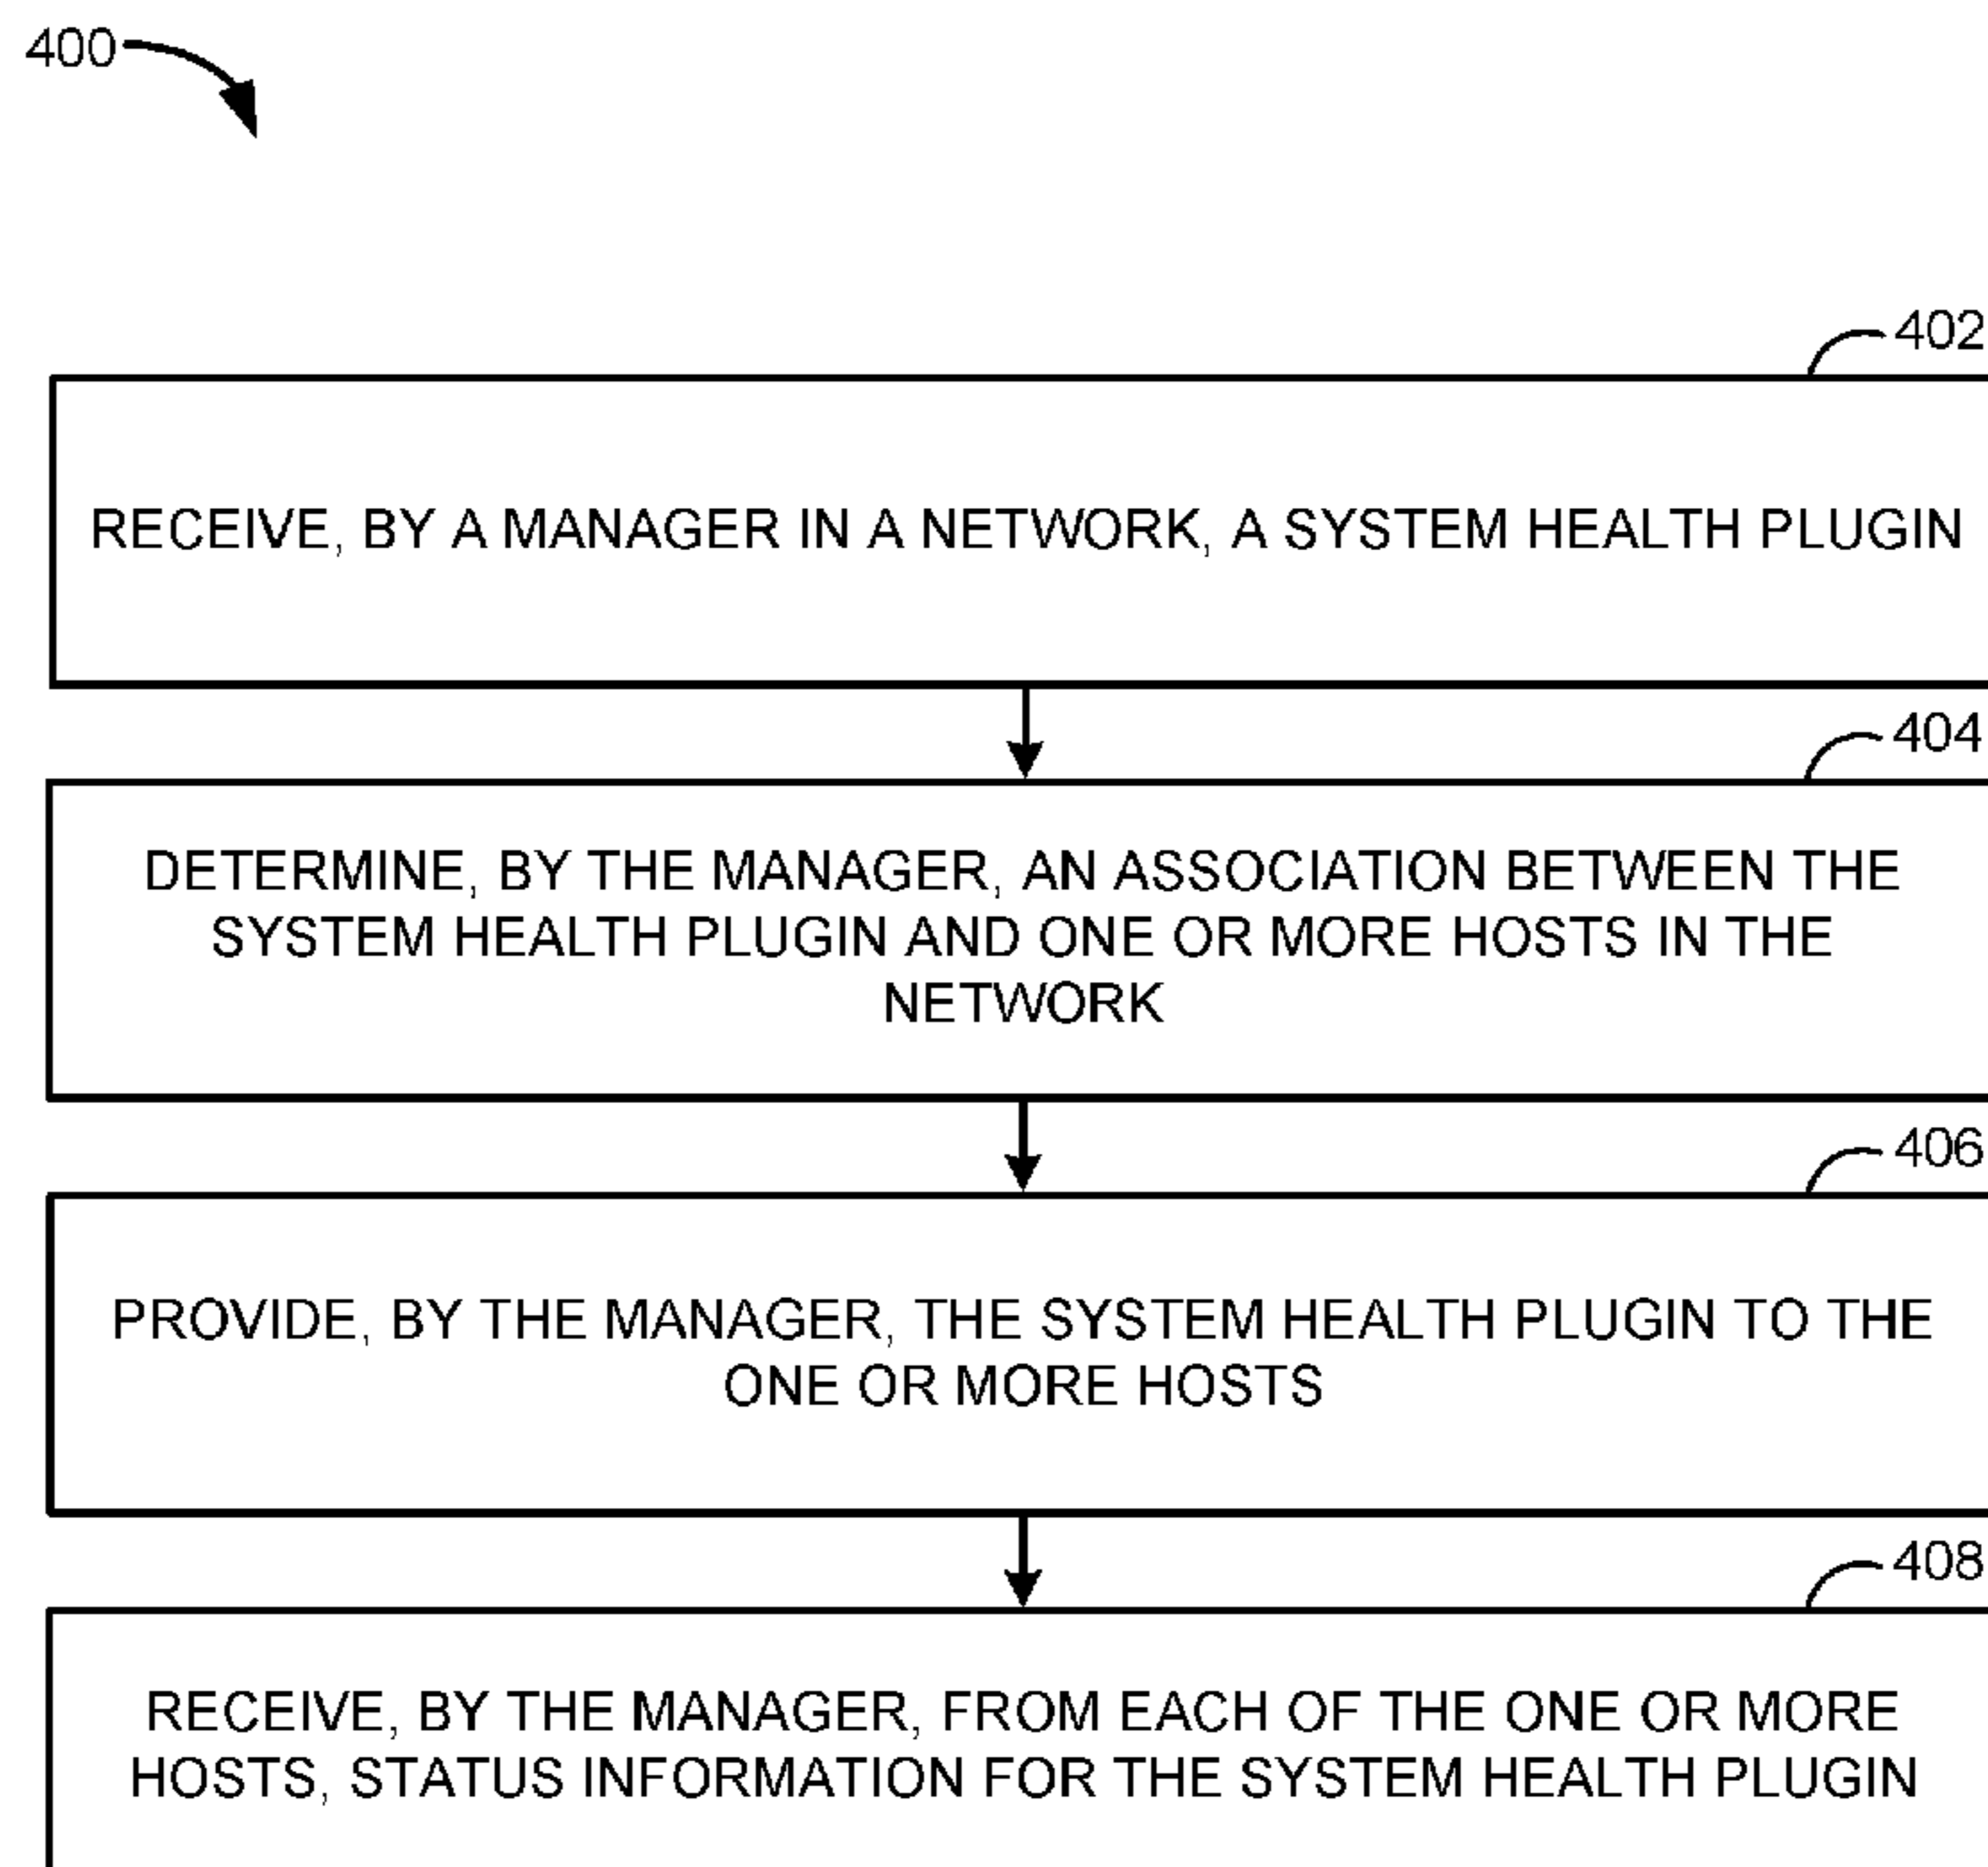 400
402
RECEIVE, BY A MANAGER IN A NETWORK, A SYSTEM HEALTH PLUGIN
404
DETERMINE, BY THE MANAGER, AN ASSOCIATION BETWEEN THE
SYSTEM HEALTH PLUGIN AND ONE OR MORE HOSTS IN THE
NETWORK
406
PROVIDE, BY THE MANAGER, THE SYSTEM HEALTH PLUGIN TO THE
ONE OR MORE HOSTS
408
RECEIVE, BY THE MANAGER, FROM EACH OF THE ONE OR MORE
HOSTS, STATUS INFORMATION FOR THE SYSTEM HEALTH PLUGIN